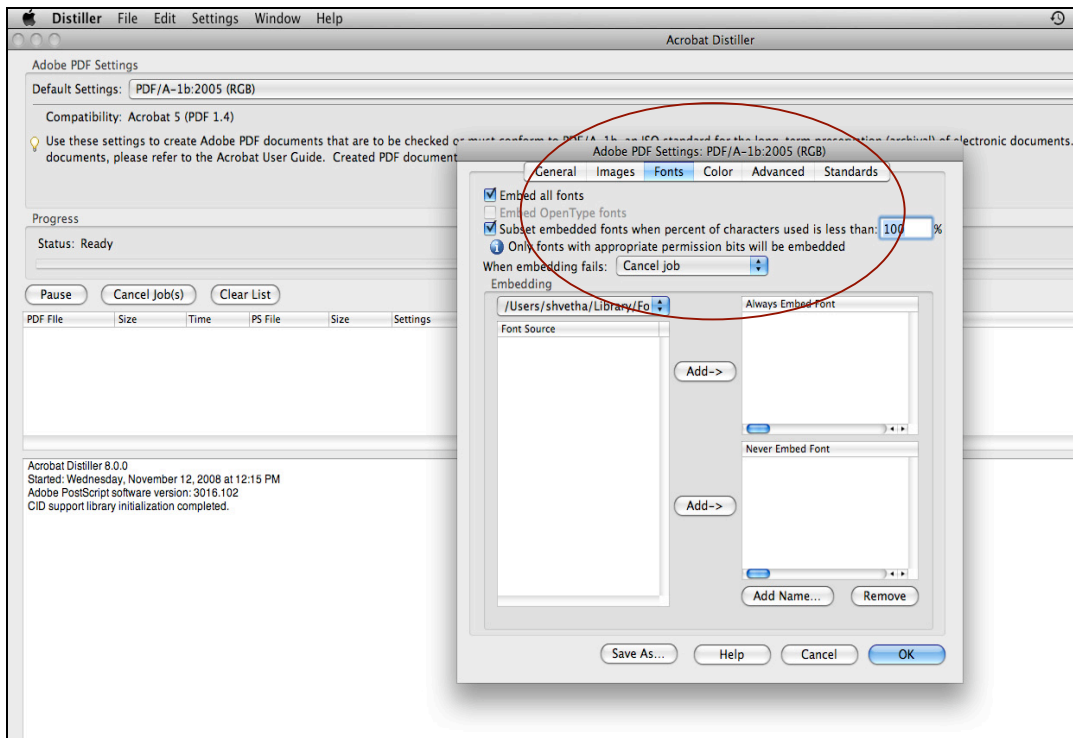 Distiller File Edit Settings Window Help
Acrobat Distiller
Adobe PDF Settings
Default Settings: PDF/A-1b:2005 (RGB)
Compatibility: Acrobat 5 (PDF 1.4)
Use these settings to create Adobe PDF documents that are to be checked or must conform to PDF/A-1b, an ISO standard for the long-term preservation (archival) of electronic documents.
documents, please refer to the Acrobat User Guide. Created PDF document
Progress
Status: Ready
Pause Cancel Job(s) Clear List
PDF File Size Time PS File Size Settings
Acrobat Distiller 8.0.0
Started: Wednesday, November 12, 2008 at 12:15 PM
Adobe PostScript software version: 3016.102
CID support library initialization completed.
Adobe PDF Settings: PDF/A-1b:2005 (RGB)
General Images Fonts Color Advanced Standards
Embed all fonts
Embed OpenType fonts
Subset embedded fonts when percent of characters used is less than: 100 %
Only fonts with appropriate permission bits will be embedded
When embedding fails: Cancel job
Embedding
/Users/shvetha/Library/Fo
Font Source
Always Embed Font
Add->
Never Embed Font
Add->
Add Name... Remove
Save As... Help Cancel OK